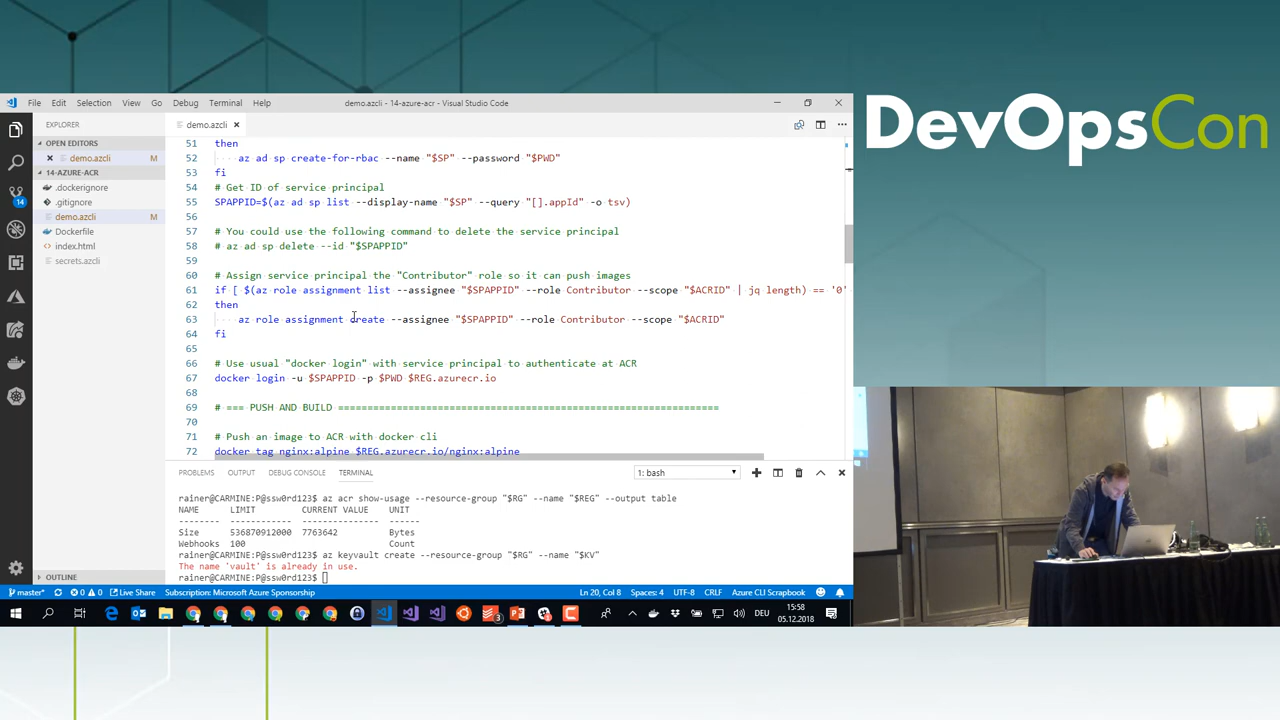 DevOpsCon
File Edit Selection View Go Debug Terminal Help
demo.azcli - 14-azure-acr - Visual Studio Code
EXPLORER
demo.azcli
OPEN EDITORS
demo.azcli M
14-AZURE-ACR
.dockerignore
.gitignore
demo.azcli M
Dockerfile
index.html
secrets.azcli
OUTLINE
14
51 then
52 az ad sp create-for-rbac --name "$SP" --password "$PWD"
53 fi
54 # Get ID of service principal
55 SPAPPID=$(az ad sp list --display-name "$SP" --query "[].appId" -o tsv)
56
57 # You could use the following command to delete the service principal
58 # az ad sp delete --id "$SPAPPID"
59
60 # Assign service principal the "Contributor" role so it can push images
61 if [ $(az role assignment list --assignee "$SPAPPID" --role Contributor --scope "$ACRID" | jq length) == '0'
62 then
63 az role assignment create --assignee "$SPAPPID" --role Contributor --scope "$ACRID"
64 fi
65
66 # Use usual "docker login" with service principal to authenticate at ACR
67 docker login -u $SPAPPID -p $PWD $REG.azurecr.io
68
69 # === PUSH AND BUILD =================================================================
70
71 # Push an image to ACR with docker cli
72 docker tag nginx:alpine $REG.azurecr.io/nginx:alpine
PROBLEMS OUTPUT DEBUG CONSOLE TERMINAL 1: bash
rainer@CARMINE:P@ssw0rd123$ az acr show-usage --resource-group "$RG" --name "$REG" --output table
NAME LIMIT CURRENT VALUE UNIT
-------- ------------ --------------- ------
Size 536870912000 7763642 Bytes
Webhooks 100 Count
rainer@CARMINE:P@ssw0rd123$ az keyvault create --resource-group "$RG" --name "$KV"
The name 'vault' is already in use.
rainer@CARMINE:P@ssw0rd123$
master* 0 0 Live Share Subscription: Microsoft Azure Sponsorship Ln 20, Col 8 Spaces: 4 UTF-8 CRLF Azure CLI Scrapbook
3 DEU 15:58
05.12.2018